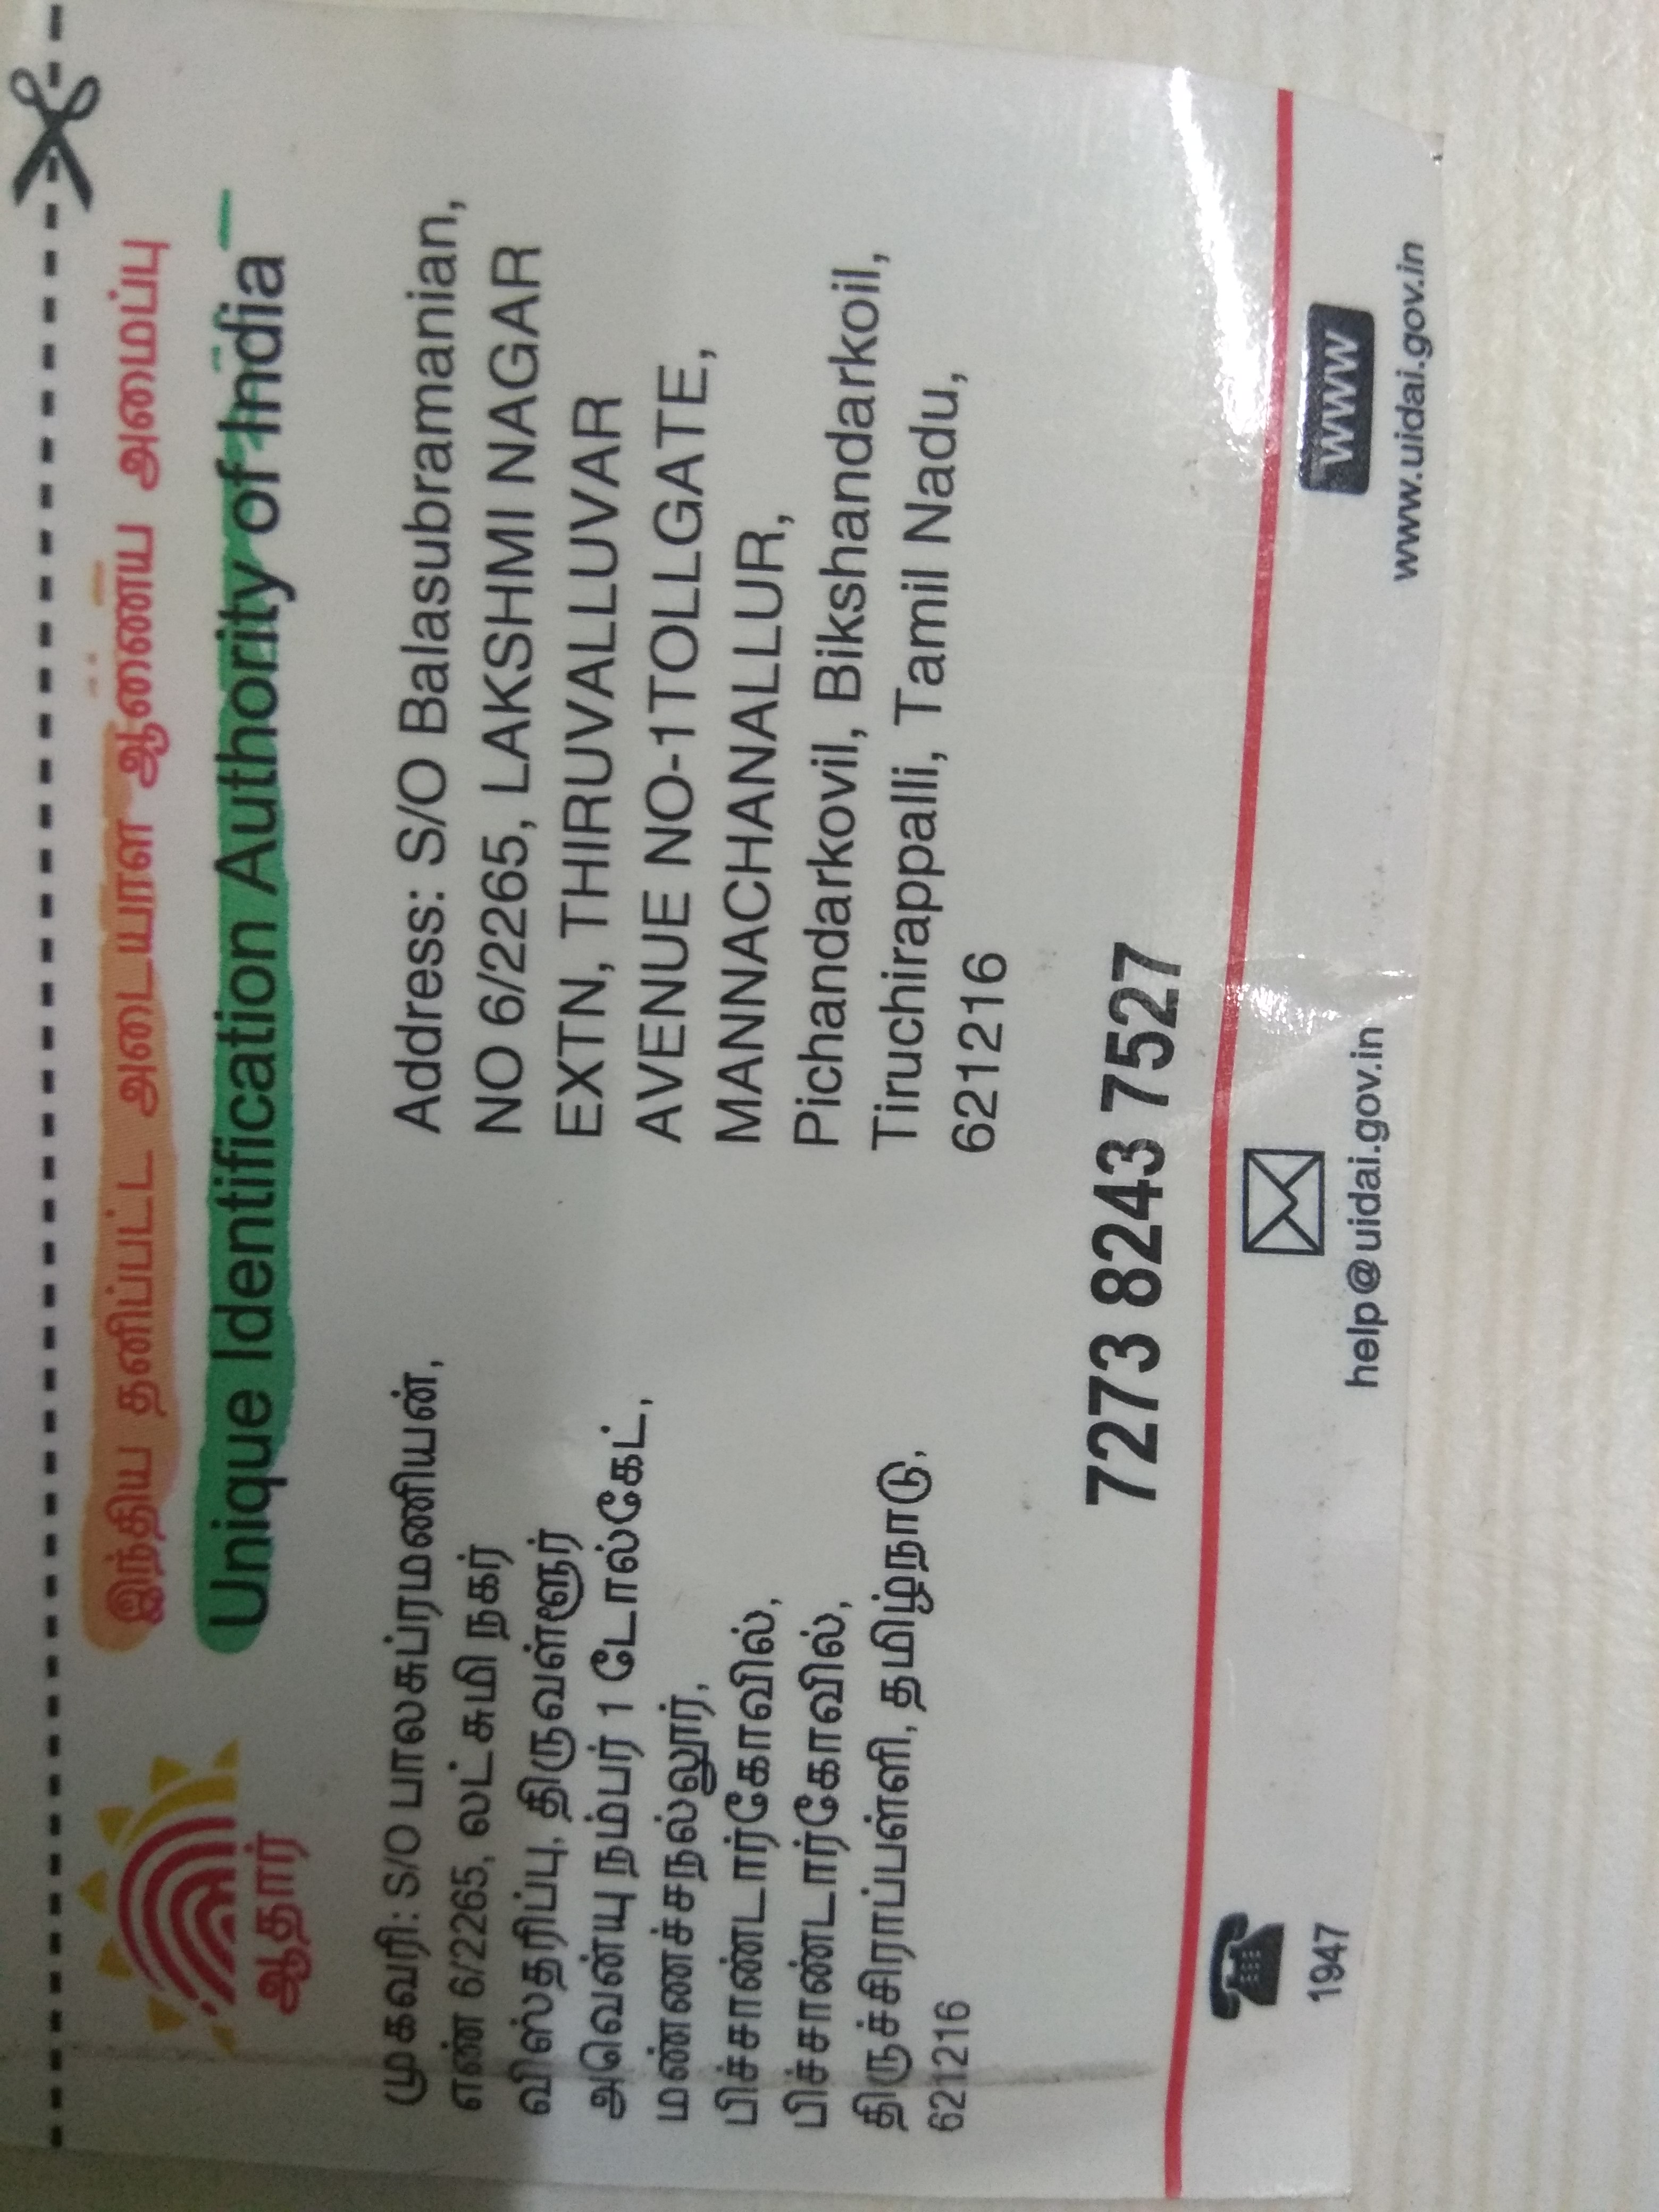 இந்திய தனிப்பட்ட அடையாள ஆணைய அமைப்பு
Unique Identification Authority of India
ஆதார்
முகவரி: S/O பாலசுப்ரமணியன்,
எண் 6/2265, லட்சுமி நகர்
விஸ்தரிப்பு, திருவள்ளூர்
அவென்யு நம்பர் 1 டோல்கேட்,
மண்ணச்சநல்லூர்,
பிச்சாண்டார்கோவில்,
பிச்சாண்டார்கோவில்,
திருச்சிராப்பள்ளி, தமிழ்நாடு,
621216
Address: S/O Balasubramanian,
NO 6/2265, LAKSHMI NAGAR
EXTN, THIRUVALLUVAR
AVENUE NO-1TOLLGATE,
MANNACHANALLUR,
Pichandarkovil, Bikshandarkoil,
Tiruchirappalli, Tamil Nadu,
621216
7273 8243 7527
1947
help@uidai.gov.in
www
www.uidai.gov.in